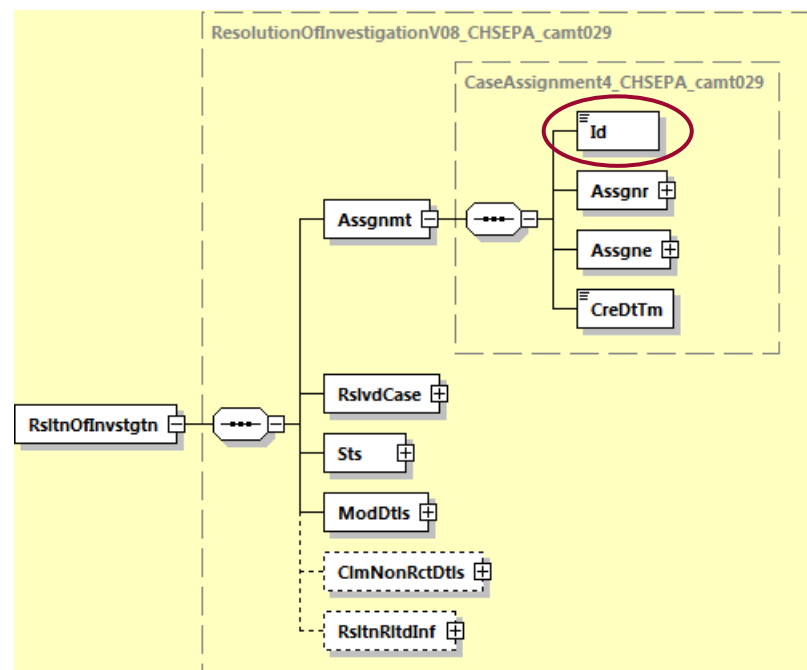 ResolutionOfInvestigationV08_CHSEPA_camt029
CaseAssignment4_CHSEPA_camt029
Id
Assgnr
Assgnmt
Assgne
CreDtTm
RslvdCase
RsltnOfInvstgtn
Sts
ModDtls
ClmNonRctDtls
RsltnRltdInf